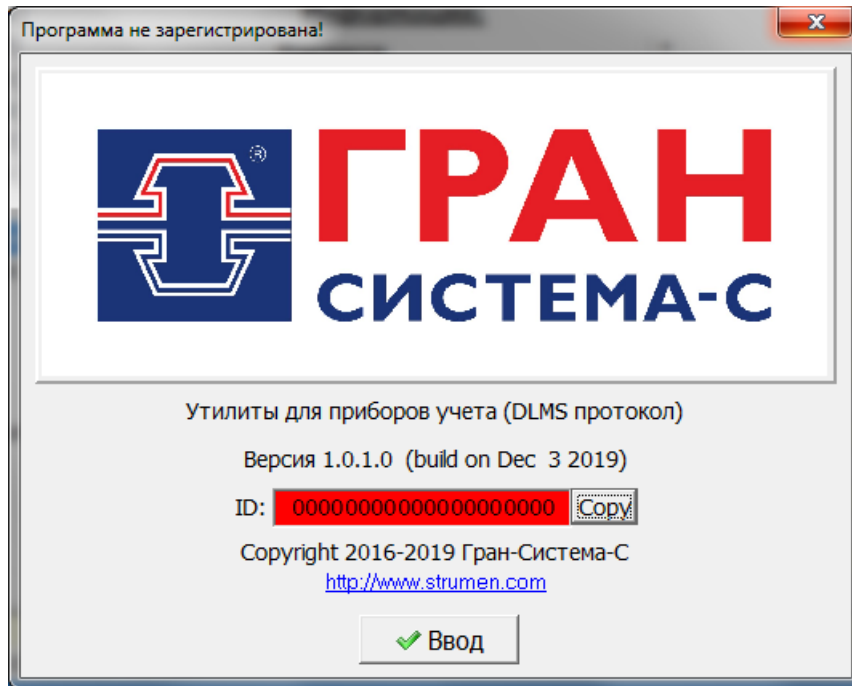 Программа не зарегистрирована!
®
ГРАН
СИСТЕМА-С
Утилиты для приборов учета (DLMS протокол)
Версия 1.0.1.0 (build on Dec 3 2019)
ID: 00000000000000000000 Copy
Copyright 2016-2019 Гран-Система-С
http://www.strumen.com
Ввод